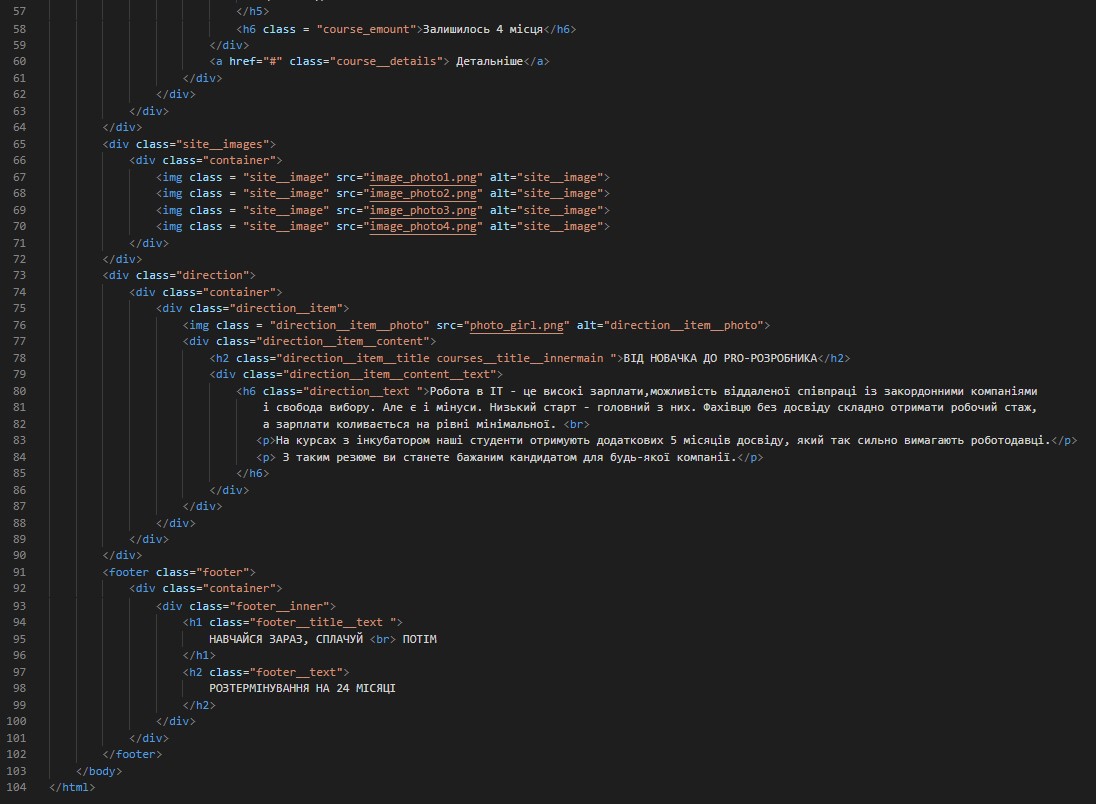 57 </h5>
58 <h6 class = "course_emount">Залишилось 4 місця</h6>
59 </div>
60 <a href="#" class="course__details"> Детальніше</a>
61 </div>
62 </div>
63 </div>
64 </div>
65 <div class="site__images">
66 <div class="container">
67 <img class = "site__image" src="image_photo1.png" alt="site__image">
68 <img class = "site__image" src="image_photo2.png" alt="site__image">
69 <img class = "site__image" src="image_photo3.png" alt="site__image">
70 <img class = "site__image" src="image_photo4.png" alt="site__image">
71 </div>
72 </div>
73 <div class="direction">
74 <div class="container">
75 <div class="direction__item">
76 <img class = "direction__item__photo" src="photo_girl.png" alt="direction__item__photo">
77 <div class="direction__item__content">
78 <h2 class="direction__item__title courses__title__innermain ">ВІД НОВАЧКА ДО PRO-РОЗРОБНИКА</h2>
79 <div class="direction__item__content__text">
80 <h6 class="direction__text ">Робота в IT - це високі зарплати,можливість віддаленої співпраці із закордонними компаніями
81 і свобода вибору. Але є і мінуси. Низький старт - головний з них. Фахівцю без досвіду складно отримати робочий стаж,
82 а зарплати коливається на рівні мінімальної. <br>
83 <p>На курсах з інкубатором наші студенти отримують додаткових 5 місяців досвіду, який так сильно вимагають роботодавці.</p>
84 <p> З таким резюме ви станете бажаним кандидатом для будь-якої компанії.</p>
85 </h6>
86 </div>
87 </div>
88 </div>
89 </div>
90 </div>
91 <footer class="footer">
92 <div class="container">
93 <div class="footer__inner">
94 <h1 class="footer__title__text ">
95 НАВЧАЙСЯ ЗАРАЗ, СПЛАЧУЙ <br> ПОТІМ
96 </h1>
97 <h2 class="footer__text">
98 РОЗТЕРМІНУВАННЯ НА 24 МІСЯЦІ
99 </h2>
100 </div>
101 </div>
102 </footer>
103 </body>
104 </html>